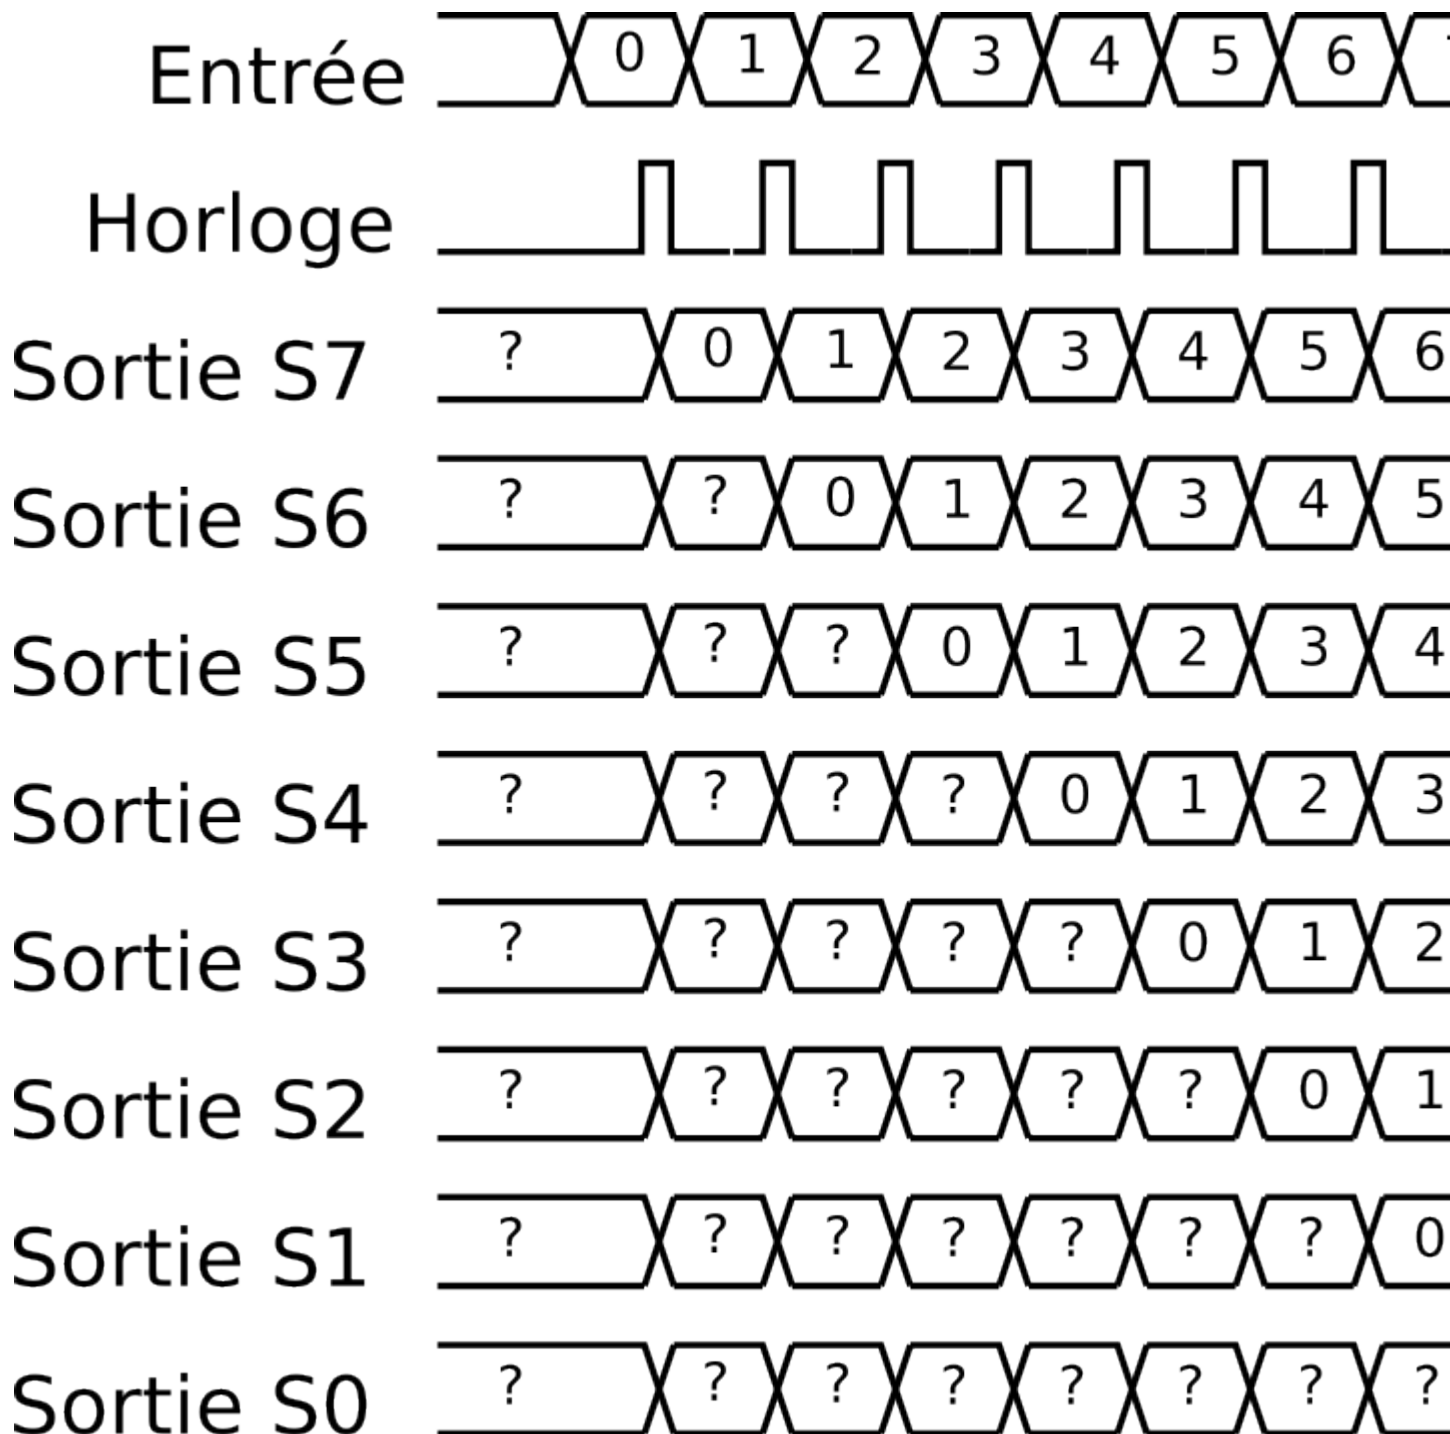 Entrée 0 1 2 3 4 5 6
Horloge
Sortie S7 ? 0 1 2 3 4 5 6
Sortie S6 ? ? 0 1 2 3 4 5
Sortie S5 ? ? ? 0 1 2 3 4
Sortie S4 ? ? ? ? 0 1 2 3
Sortie S3 ? ? ? ? ? 0 1 2
Sortie S2 ? ? ? ? ? ? 0 1
Sortie S1 ? ? ? ? ? ? ? 0
Sortie S0 ? ? ? ? ? ? ? ?